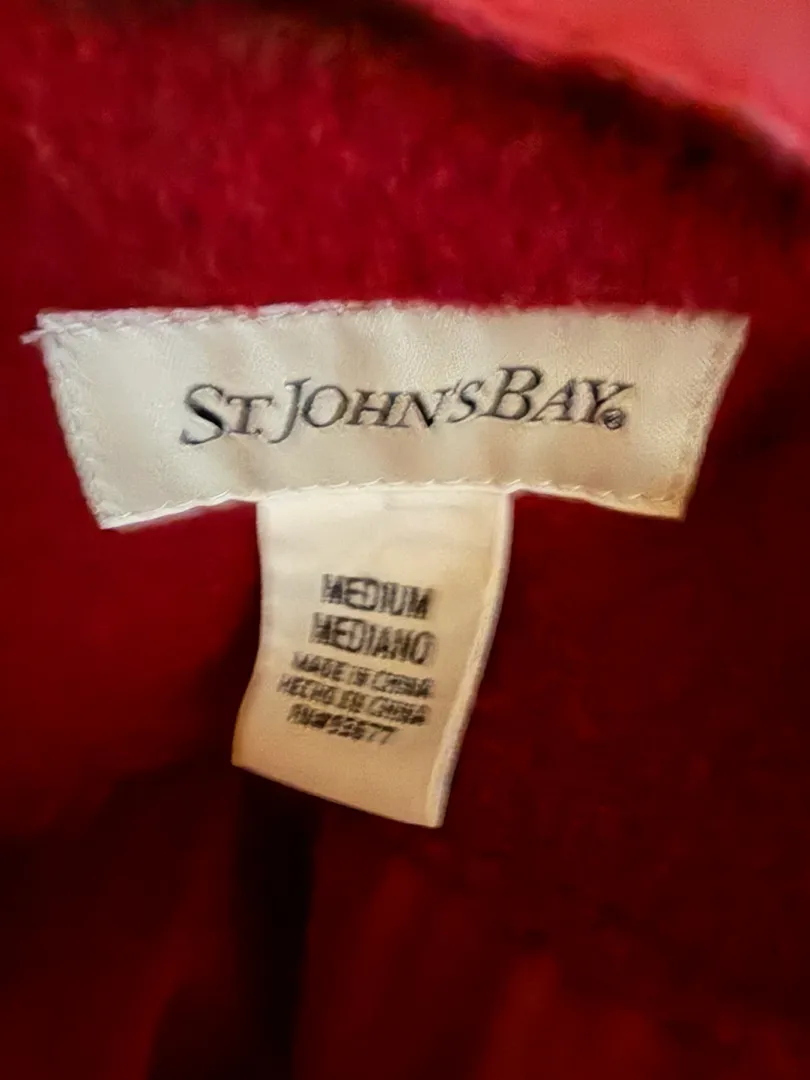 ST. JOHN'S BAY®
MEDIUM
MEDIANO
MADE IN CHINA
HECHO EN CHINA